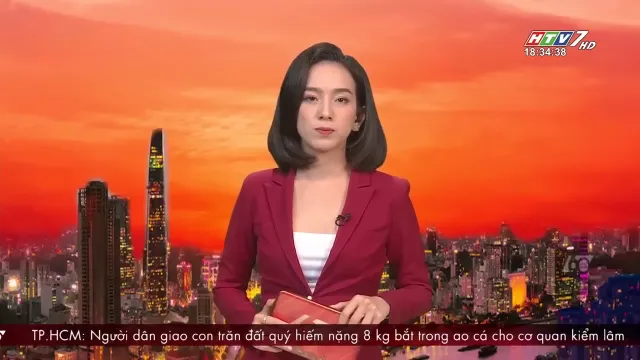 HTV7 HD
18:34:38
TP.HCM: Người dân giao con trăn đất quý hiếm nặng 8 kg bắt trong ao cá cho cơ quan kiểm lâm